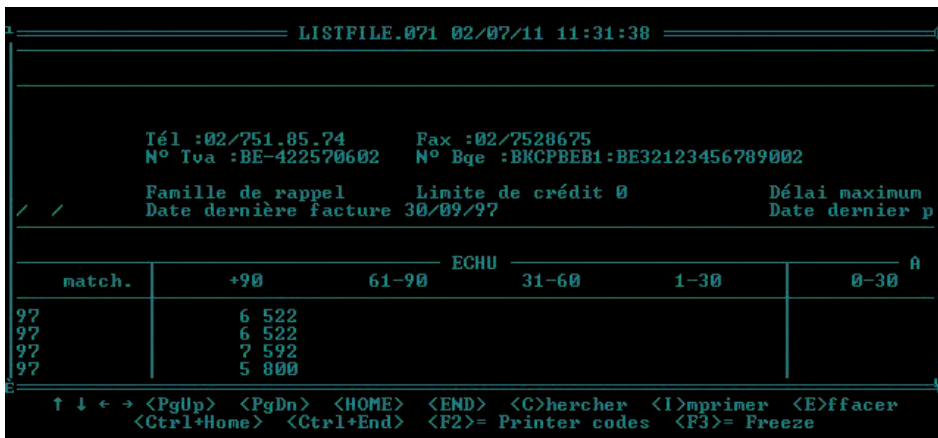 LISTFILE.071 02/07/11 11:31:38
Tél :02/751.85.74 Fax :02/7528675
N° Tva :BE-422570602 N° Bqe :BKCPBEB1:BE32123456789002
Famille de rappel Limite de crédit 0 Délai maximum
/ / Date dernière facture 30/09/97 Date dernier p
ECHU A
match. +90 61-90 31-60 1-30 0-30
97 6 522
97 6 522
97 7 592
97 5 800
↑ ↓ ← → <PgUp> <PgDn> <HOME> <END> <C>hercher <I>mprimer <E>ffacer
<Ctrl+Home> <Ctrl+End> <F2>= Printer codes <F3>= Freeze